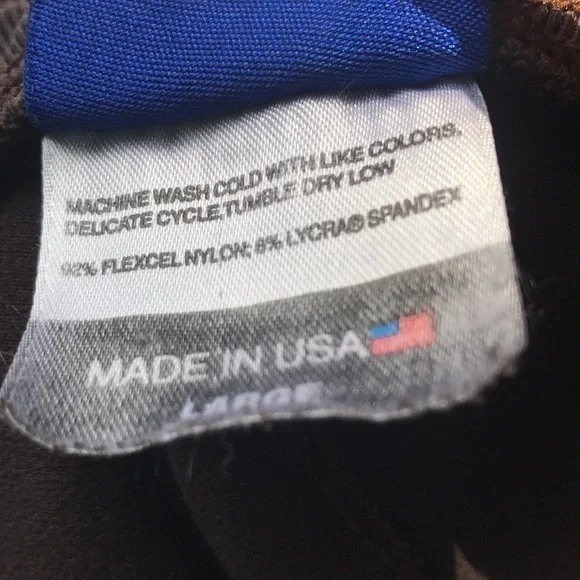 MACHINE WASH COLD WITH LIKE COLORS.
DELICATE CYCLE, TUMBLE DRY LOW
92% FLEXCEL NYLON; 8% LYCRA® SPANDEX
MADE IN USA
LARGE